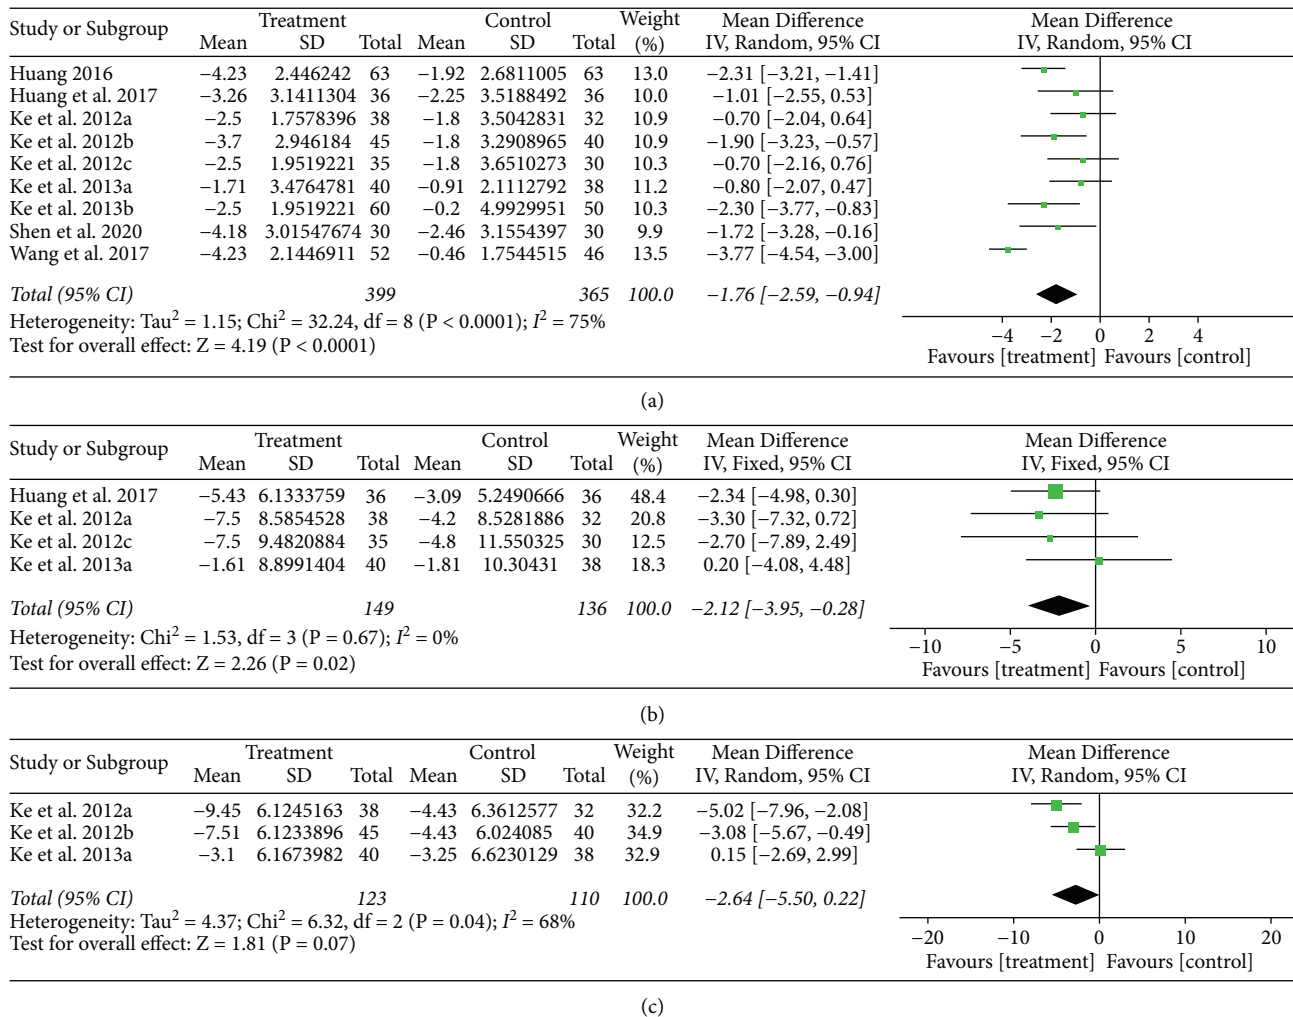 Study or Subgroup Treatment Control Weight (%) Mean Difference Mean Difference
Mean SD Total Mean SD Total IV, Random, 95% CI IV, Random, 95% CI
Huang 2016 −4.23 2.446242 63 −1.92 2.6811005 63 13.0 −2.31 [−3.21, −1.41]
Huang et al. 2017 −3.26 3.1411304 36 −2.25 3.5188492 36 10.0 −1.01 [−2.55, 0.53]
Ke et al. 2012a −2.5 1.7578396 38 −1.8 3.5042831 32 10.9 −0.70 [−2.04, 0.64]
Ke et al. 2012b −3.7 2.946184 45 −1.8 3.2908965 40 10.9 −1.90 [−3.23, −0.57]
Ke et al. 2012c −2.5 1.9519221 35 −1.8 3.6510273 30 10.3 −0.70 [−2.16, 0.76]
Ke et al. 2013a −1.71 3.4764781 40 −0.91 2.1112792 38 11.2 −0.80 [−2.07, 0.47]
Ke et al. 2013b −2.5 1.9519221 60 −0.2 4.9929951 50 10.3 −2.30 [−3.77, −0.83]
Shen et al. 2020 −4.18 3.01547674 30 −2.46 3.1554397 30 9.9 −1.72 [−3.28, −0.16]
Wang et al. 2017 −4.23 2.1446911 52 −0.46 1.7544515 46 13.5 −3.77 [−4.54, −3.00]
Total (95% CI) 399 365 100.0 −1.76 [−2.59, −0.94]
Heterogeneity: Tau² = 1.15; Chi² = 32.24, df = 8 (P < 0.0001); I² = 75%
Test for overall effect: Z = 4.19 (P < 0.0001)
−4 −2 0 2 4
Favours [treatment] Favours [control]
(a)
Study or Subgroup Treatment Control Weight (%) Mean Difference Mean Difference
Mean SD Total Mean SD Total IV, Fixed, 95% CI IV, Fixed, 95% CI
Huang et al. 2017 −5.43 6.1333759 36 −3.09 5.2490666 36 48.4 −2.34 [−4.98, 0.30]
Ke et al. 2012a −7.5 8.5854528 38 −4.2 8.5281886 32 20.8 −3.30 [−7.32, 0.72]
Ke et al. 2012c −7.5 9.4820884 35 −4.8 11.550325 30 12.5 −2.70 [−7.89, 2.49]
Ke et al. 2013a −1.61 8.8991404 40 −1.81 10.30431 38 18.3 0.20 [−4.08, 4.48]
Total (95% CI) 149 136 100.0 −2.12 [−3.95, −0.28]
Heterogeneity: Chi² = 1.53, df = 3 (P = 0.67); I² = 0%
Test for overall effect: Z = 2.26 (P = 0.02)
−10 −5 0 5 10
Favours [treatment] Favours [control]
(b)
Study or Subgroup Treatment Control Weight (%) Mean Difference Mean Difference
Mean SD Total Mean SD Total IV, Random, 95% CI IV, Random, 95% CI
Ke et al. 2012a −9.45 6.1245163 38 −4.43 6.3612577 32 32.2 −5.02 [−7.96, −2.08]
Ke et al. 2012b −7.51 6.1233896 45 −4.43 6.024085 40 34.9 −3.08 [−5.67, −0.49]
Ke et al. 2013a −3.1 6.1673982 40 −3.25 6.6230129 38 32.9 0.15 [−2.69, 2.99]
Total (95% CI) 123 110 100.0 −2.64 [−5.50, 0.22]
Heterogeneity: Tau² = 4.37; Chi² = 6.32, df = 2 (P = 0.04); I² = 68%
Test for overall effect: Z = 1.81 (P = 0.07)
−20 −10 0 10 20
Favours [treatment] Favours [control]
(c)